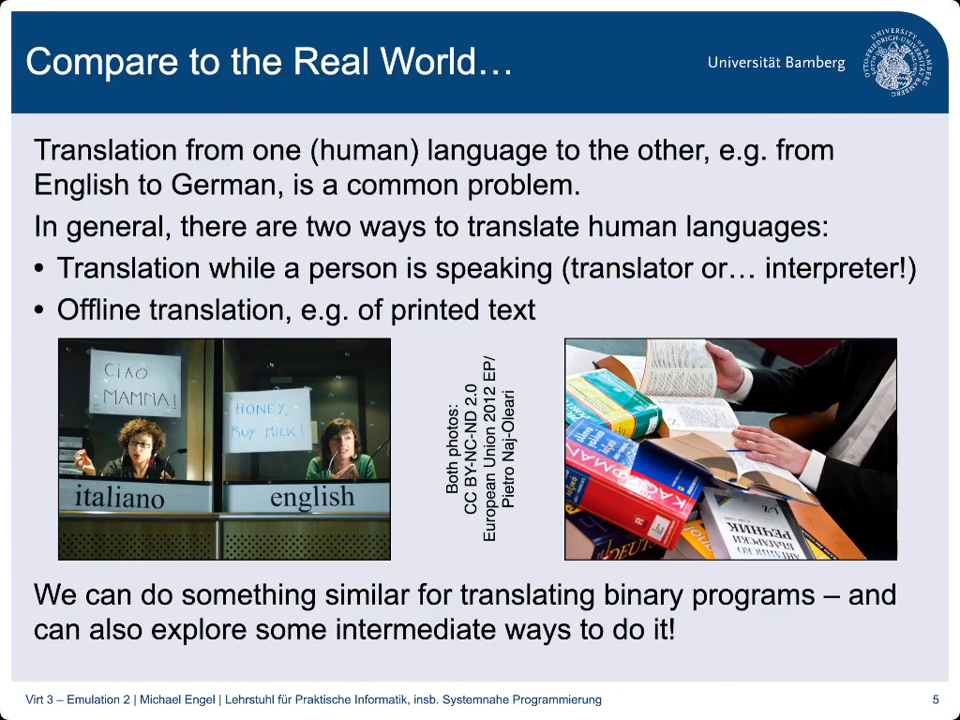 Compare to the Real World…
Universität Bamberg
OTTO-FRIEDRICH-UNIVERSITÄT BAMBERG
Translation from one (human) language to the other, e.g. from
English to German, is a common problem.
In general, there are two ways to translate human languages:
• Translation while a person is speaking (translator or… interpreter!)
• Offline translation, e.g. of printed text
CIAO
MAMMA!
HONEY,
BUY MILK!
italiano
english
Both photos:
CC BY-NC-ND 2.0
European Union 2012 EP/
Pietro Naj-Oleari
L-Z
РЕЧНИК
We can do something similar for translating binary programs – and
can also explore some intermediate ways to do it!
Virt 3 – Emulation 2 | Michael Engel | Lehrstuhl für Praktische Informatik, insb. Systemnahe Programmierung
5